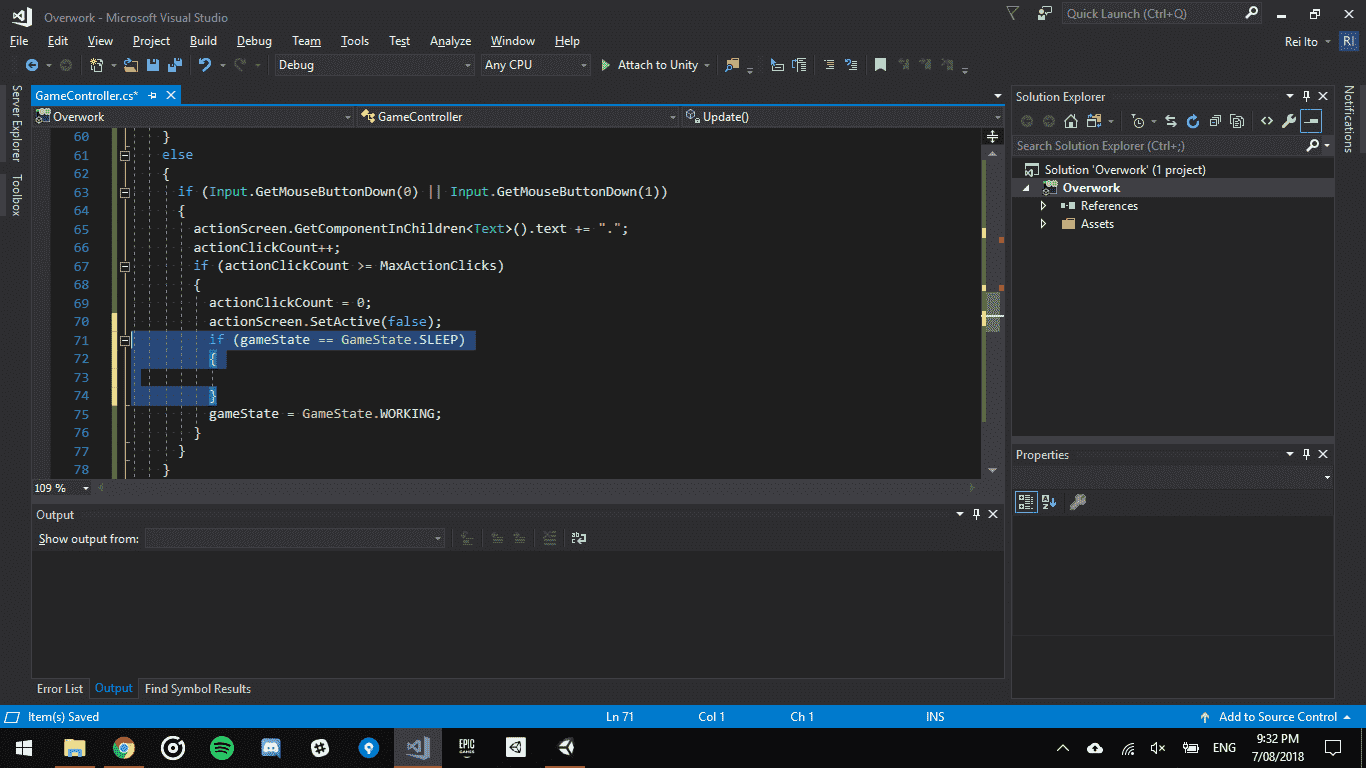 Overwork - Microsoft Visual Studio
Quick Launch (Ctrl+Q)
File Edit View Project Build Debug Team Tools Test Analyze Window Help
Rei Ito RI
Debug Any CPU Attach to Unity
Server Explorer
Toolbox
GameController.cs*
Overwork GameController Update()
60 }
61 else
62 {
63 if (Input.GetMouseButtonDown(0) || Input.GetMouseButtonDown(1))
64 {
65 actionScreen.GetComponentInChildren<Text>().text += ".";
66 actionClickCount++;
67 if (actionClickCount >= MaxActionClicks)
68 {
69 actionClickCount = 0;
70 actionScreen.SetActive(false);
71 if (gameState == GameState.SLEEP)
72 {
73
74 }
75 gameState = GameState.WORKING;
76 }
77 }
78 }
109 %
Output
Show output from:
Error List Output Find Symbol Results
Solution Explorer
Search Solution Explorer (Ctrl+;)
Solution 'Overwork' (1 project)
Overwork
References
Assets
Properties
Notifications
Item(s) Saved Ln 71 Col 1 Ch 1 INS Add to Source Control
EPIC GAMES
ENG
9:32 PM
7/08/2018